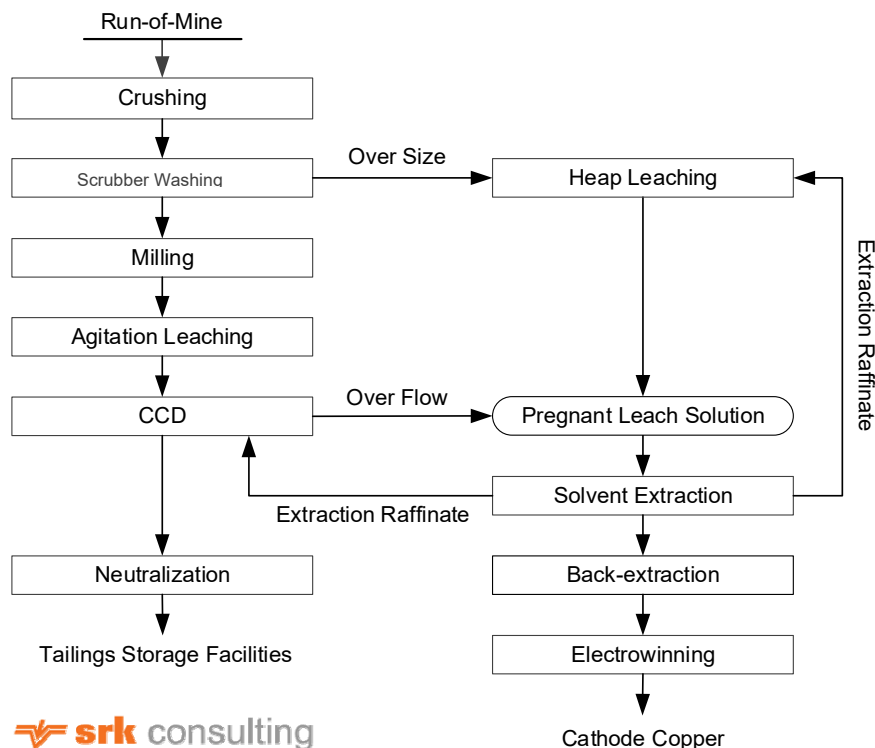 Run-of-Mine
Crushing
Scrubber Washing
Over Size
Heap Leaching
Milling
Extraction Raffinate
Agitation Leaching
Over Flow
CCD
Pregnant Leach Solution
Solvent Extraction
Extraction Raffinate
Neutralization
Back-extraction
Tailings Storage Facilities
Electrowinning
srk consulting
Cathode Copper